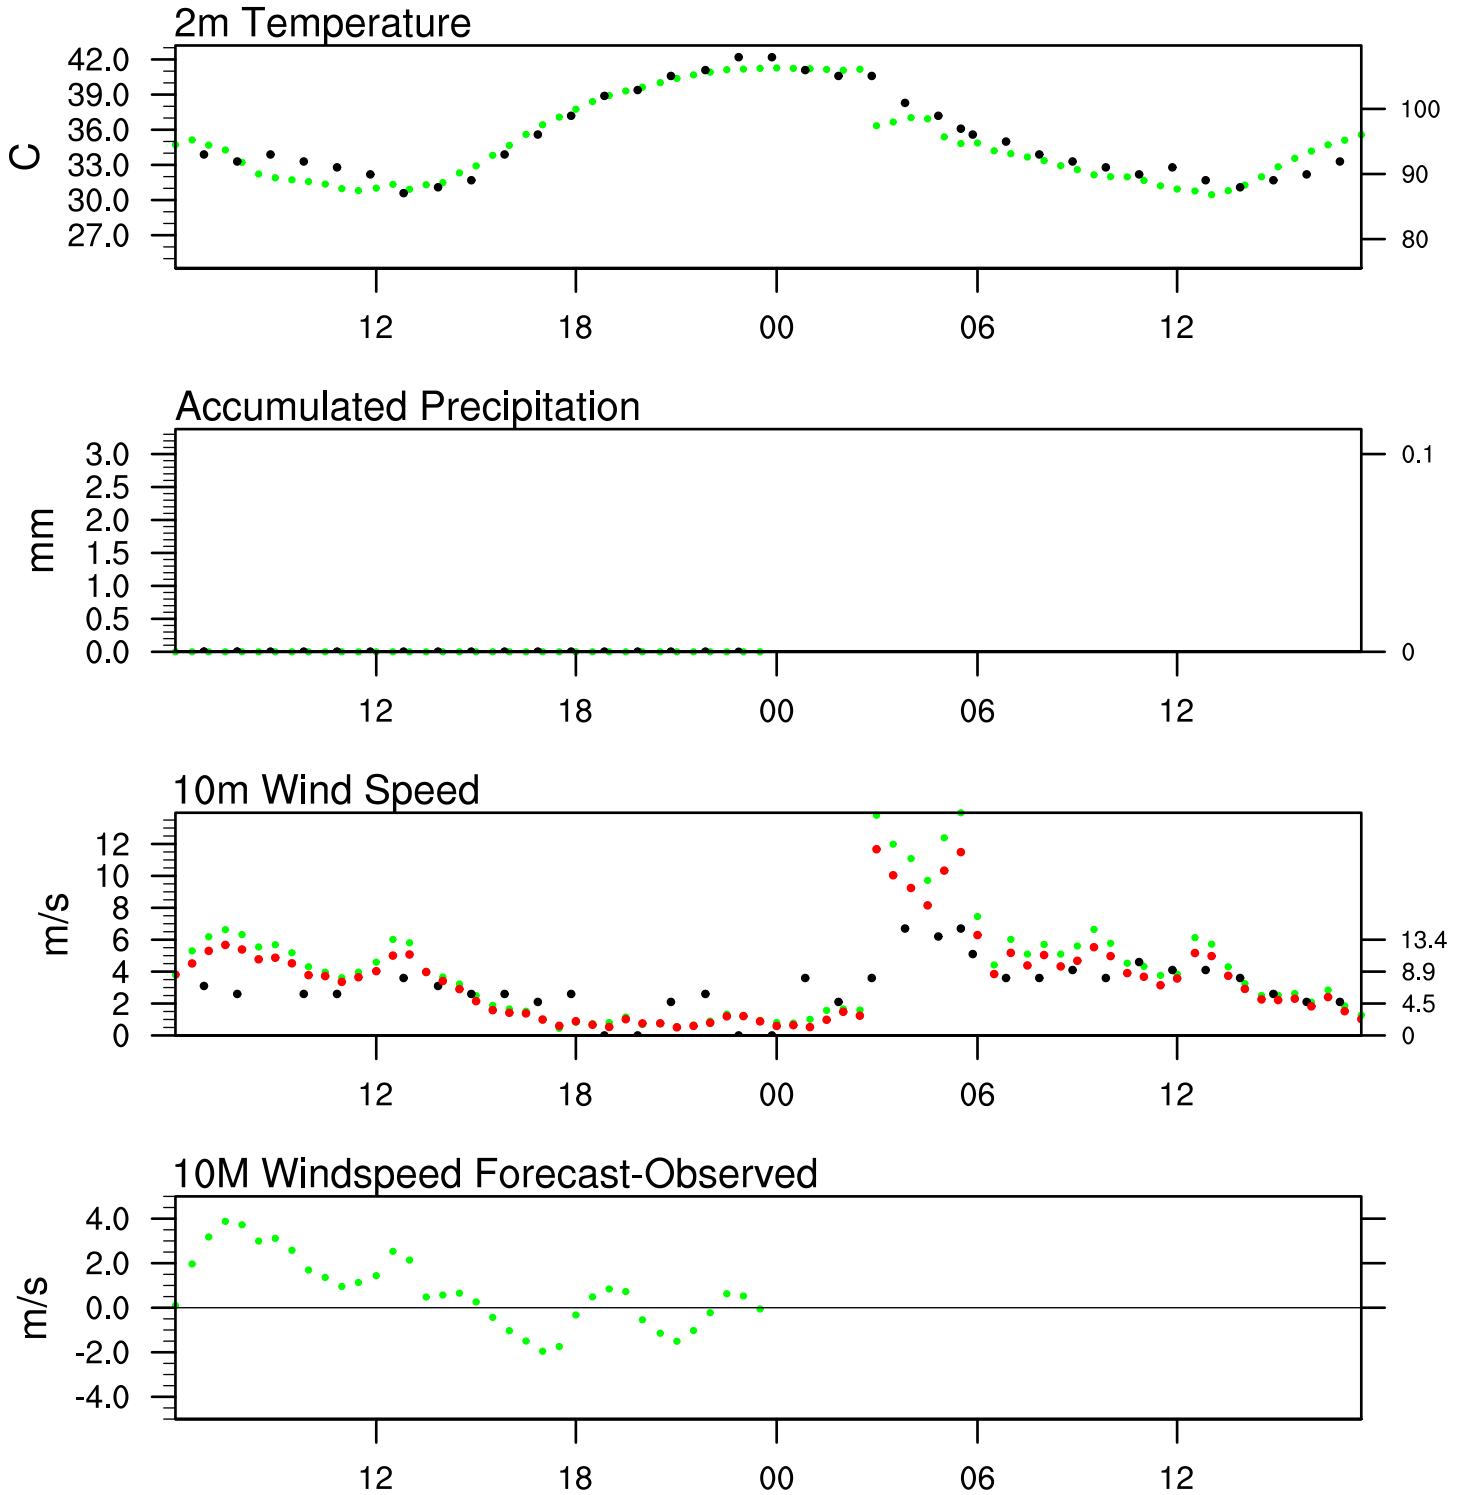 2m Temperature
42.0
39.0
36.0
33.0
30.0
27.0
C
100
90
80
12 18 00 06 12
Accumulated Precipitation
3.0
2.5
2.0
1.5
1.0
0.5
0.0
mm
0.1
0
12 18 00 06 12
10m Wind Speed
12
10
8
6
4
2
0
m/s
13.4
8.9
4.5
0
12 18 00 06 12
10M Windspeed Forecast-Observed
4.0
2.0
0.0
-2.0
-4.0
m/s
12 18 00 06 12